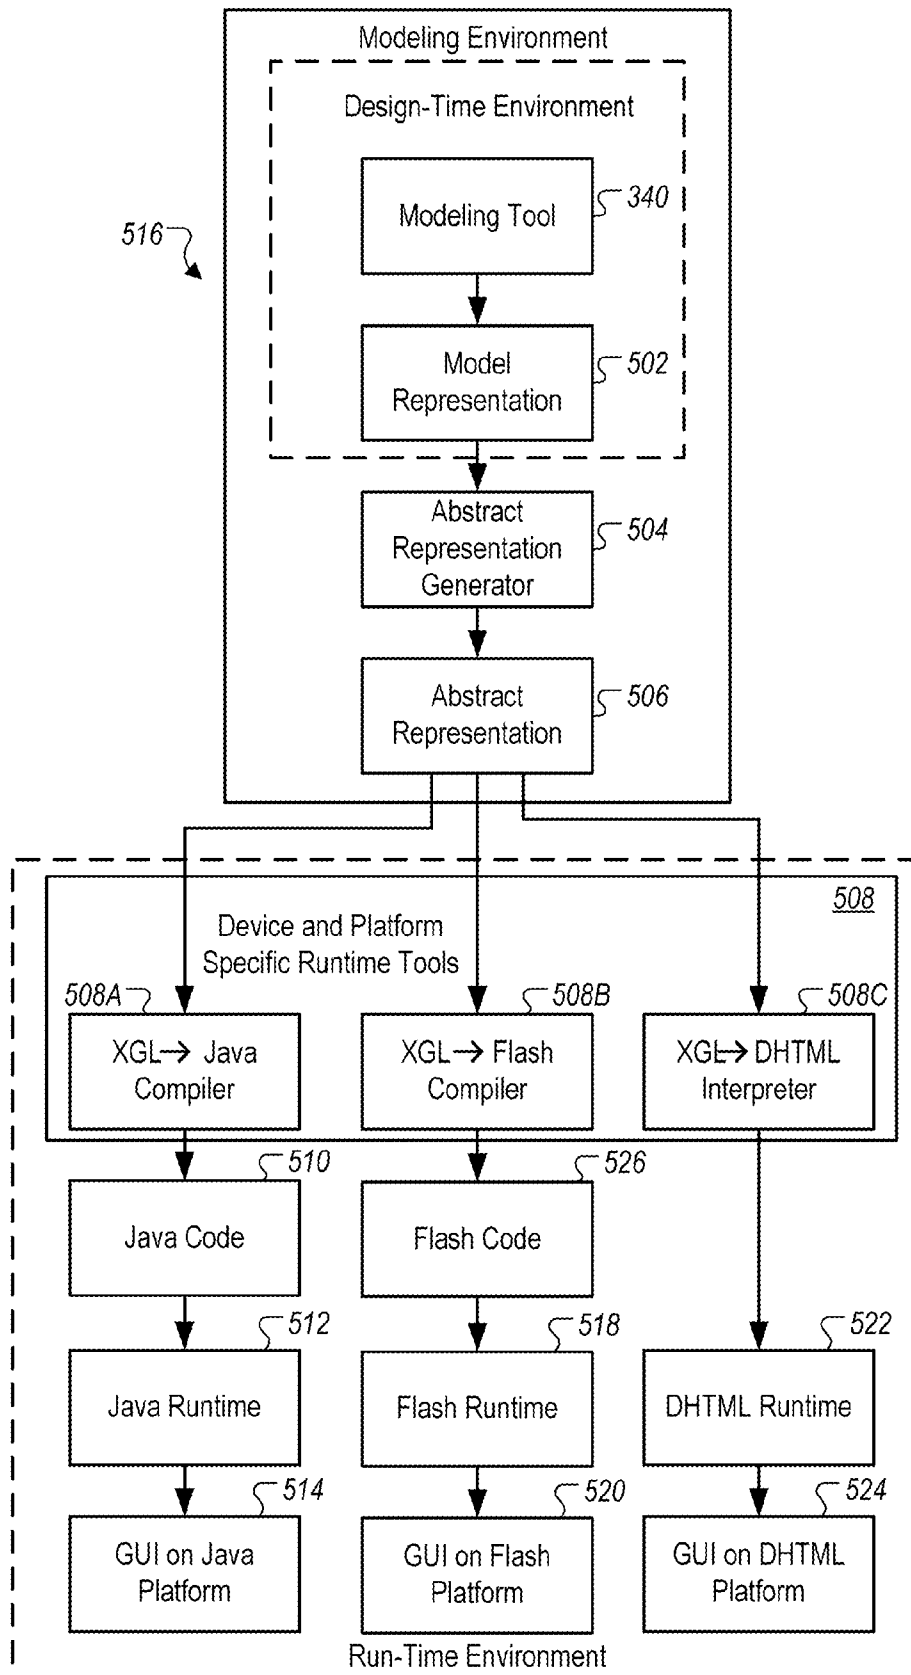 Modeling Environment
Design-Time Environment
Modeling Tool
340
516
Model
Representation
502
Abstract
Representation
Generator
504
Abstract
Representation
506
508
Device and Platform
Specific Runtime Tools
508A
508B
508C
XGL→ Java
Compiler
XGL→ Flash
Compiler
XGL→ DHTML
Interpreter
510
526
Java Code
Flash Code
512
518
522
Java Runtime
Flash Runtime
DHTML Runtime
514
520
524
GUI on Java
Platform
GUI on Flash
Platform
GUI on DHTML
Platform
Run-Time Environment